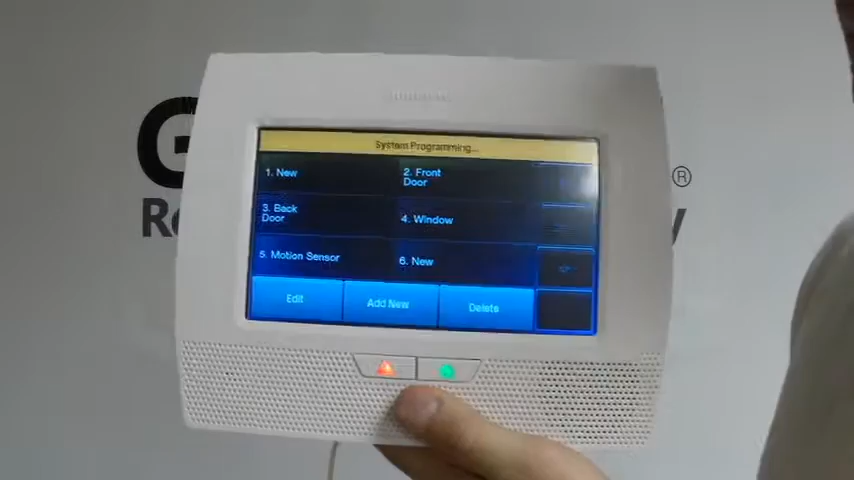 System Programming...
1. New
2. Front
Door
3. Back
Door
4. Window
5. Motion Sensor
6. New
Edit
Add New
Delete
G
R
y
®